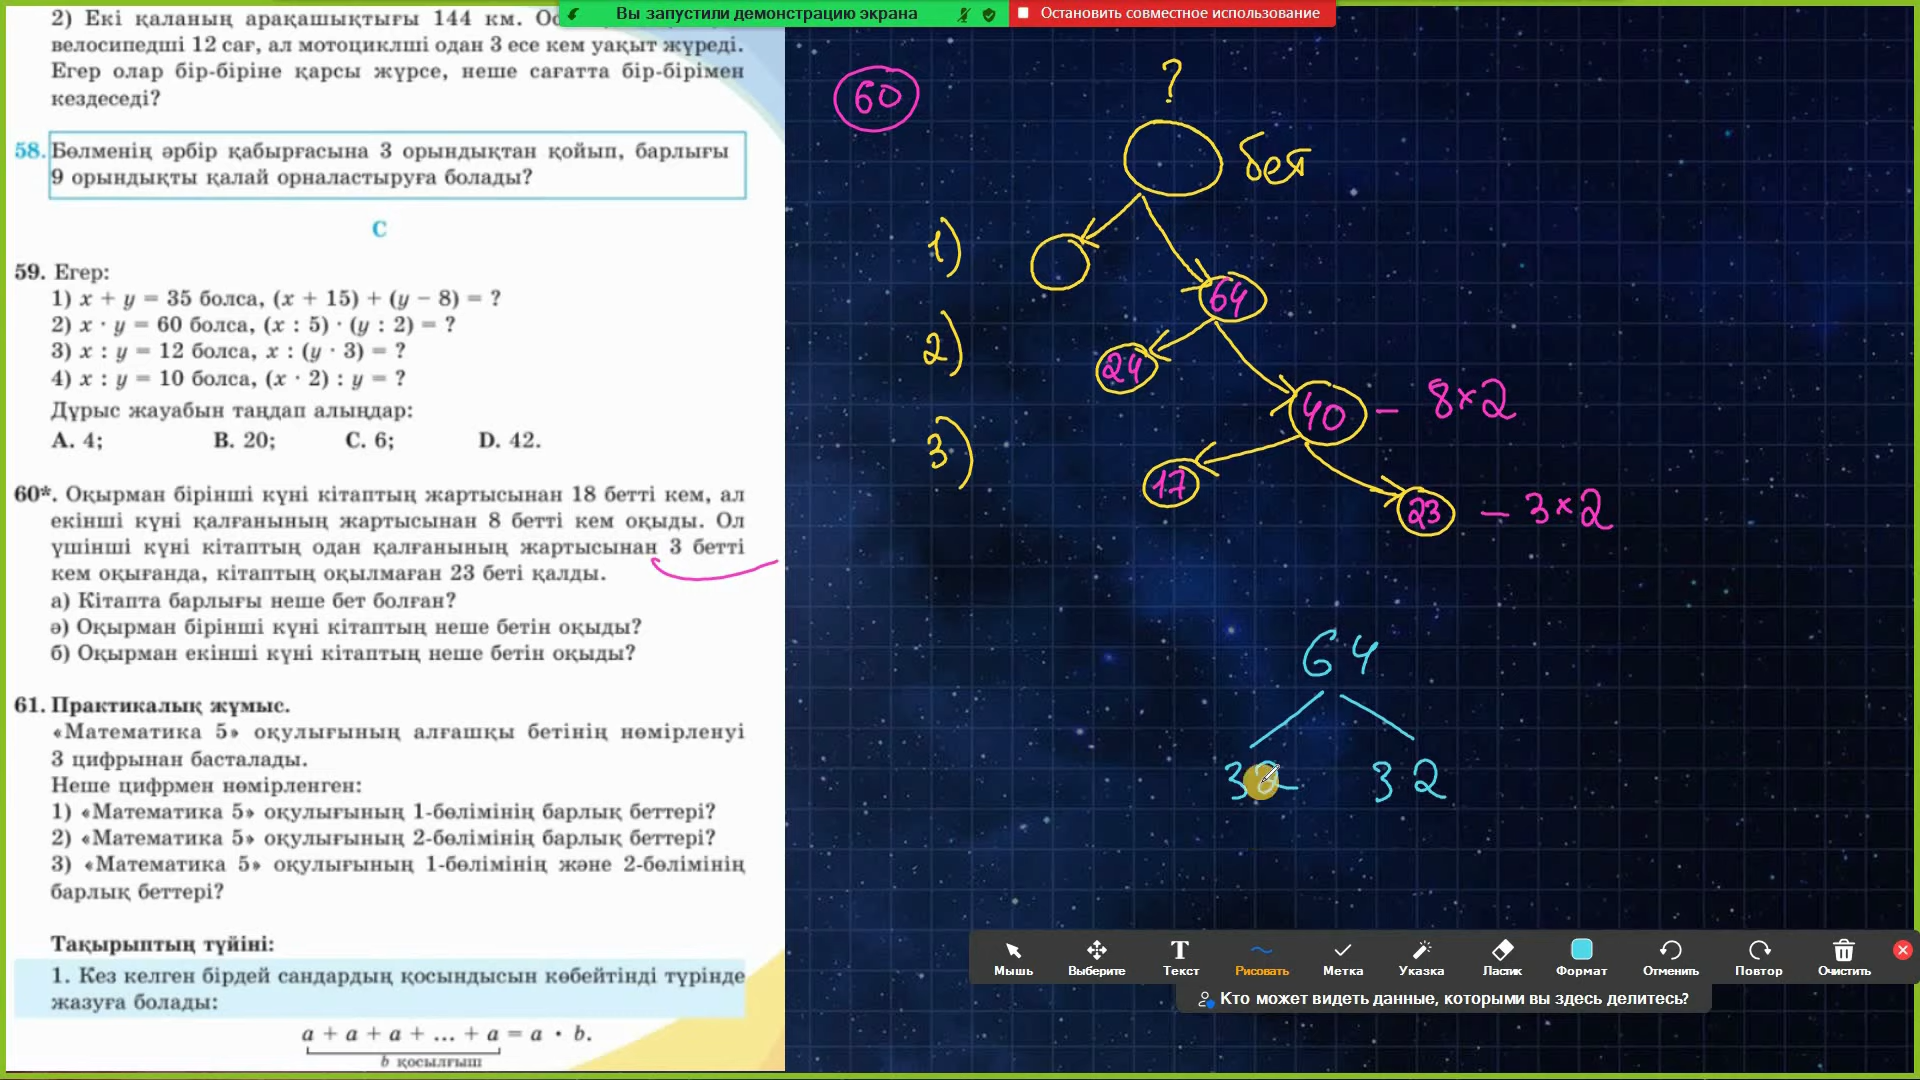 Вы запустили демонстрацию экрана
Остановить совместное использование
2) Екі қаланың арақашықтығы 144 км.
велосипедші 12 сағ, ал мотоциклші одан 3 есе кем уақыт жүреді.
Егер олар бір-біріне қарсы жүрсе, неше сағатта бір-бірімен
кездеседі?
58. Бөлменің әрбір қабырғасына 3 орындықтан қойып, барлығы
9 орындықты қалай орналастыруға болады?
С
59. Егер:
1) x + y = 35 болса, (x + 15) + (y − 8) = ?
2) x · y = 60 болса, (x : 5) · (y : 2) = ?
3) x : y = 12 болса, x : (y · 3) = ?
4) x : y = 10 болса, (x · 2) : y = ?
Дұрыс жауабын таңдап алыңдар:
A. 4; B. 20; C. 6; D. 42.
60*. Оқырман бірінші күні кітаптың жартысынан 18 бетті кем, ал
екінші күні қалғанының жартысынан 8 бетті кем оқыды. Ол
үшінші күні кітаптың одан қалғанының жартысынан 3 бетті
кем оқығанда, кітаптың оқылмаған 23 беті қалды.
а) Кітапта барлығы неше бет болған?
ә) Оқырман бірінші күні кітаптың неше бетін оқыды?
б) Оқырман екінші күні кітаптың неше бетін оқыды?
61. Практикалық жұмыс.
«Математика 5» оқулығының алғашқы бетінің нөмірленуі
3 цифрынан басталады.
Неше цифрмен нөмірленген:
1) «Математика 5» оқулығының 1-бөлімінің барлық беттері?
2) «Математика 5» оқулығының 2-бөлімінің барлық беттері?
3) «Математика 5» оқулығының 1-бөлімінің және 2-бөлімінің
барлық беттері?
Тақырыптың түйіні:
1. Кез келген бірдей сандардың қосындысын көбейтінді түрінде
жазуға болады:
a + a + a + ... + a = a · b.
b қосылғыш
60
?
бет
1)
64
2)
24
40 – 8×2
3)
17
23 – 3×2
64
32 32
Мышь Выберите Текст Рисовать Метка Указка Ластик Формат Отменить Повтор Очистить
Кто может видеть данные, которыми вы здесь делитесь?